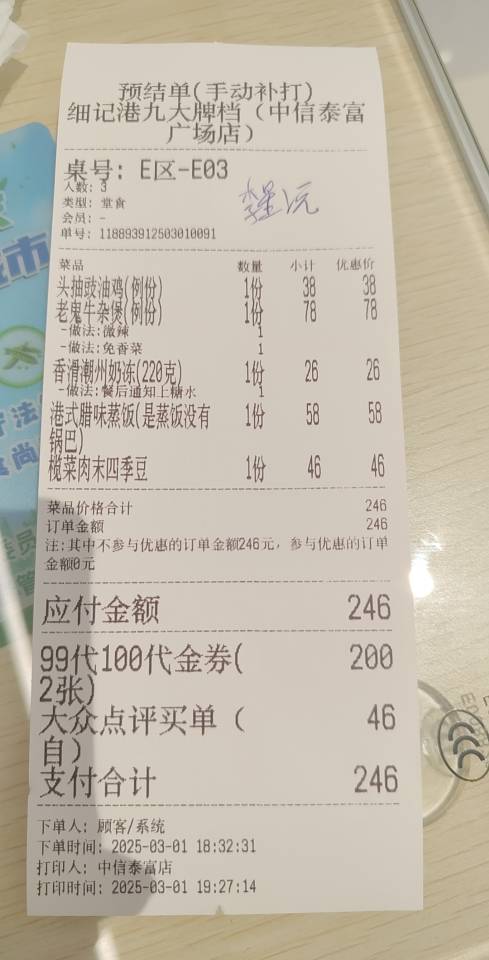 预结单(手动补打)
细记港九大牌档（中信泰富
广场店）
桌号: E区-E03
人数: 3
类型: 堂食
会员: -
单号: 118893912503010091
菜品 数量 小计 优惠价
头抽豉油鸡(例份) 1份 38 38
老鬼牛杂煲(例份) 1份 78 78
-做法:微辣 1
-做法:免香菜 1
香滑潮州奶冻(220克) 1份 26 26
-做法:餐后通知上糖水 1
港式腊味蒸饭(是蒸饭没有 1份 58 58
锅巴)
榄菜肉末四季豆 1份 46 46
菜品价格合计 246
订单金额 246
注:其中不参与优惠的订单金额246元，参与优惠的订单
金额0元
应付金额 246
99代100代金券( 200
2张)
大众点评买单（ 46
自）
支付合计 246
下单人: 顾客/系统
下单时间: 2025-03-01 18:32:31
打印人: 中信泰富店
打印时间: 2025-03-01 19:27:14
市